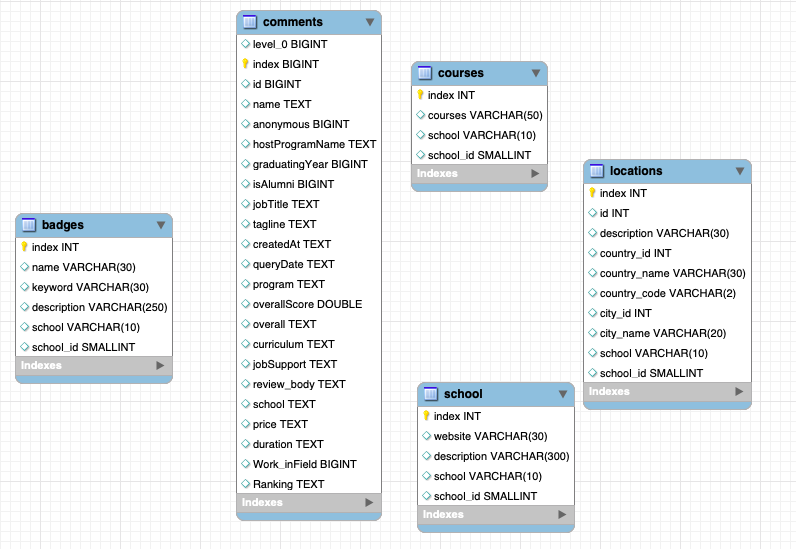 comments
level_0 BIGINT
index BIGINT
id BIGINT
name TEXT
anonymous BIGINT
hostProgramName TEXT
graduatingYear BIGINT
isAlumni BIGINT
jobTitle TEXT
tagline TEXT
createdAt TEXT
queryDate TEXT
program TEXT
overallScore DOUBLE
overall TEXT
curriculum TEXT
jobSupport TEXT
review_body TEXT
school TEXT
price TEXT
duration TEXT
Work_inField BIGINT
Ranking TEXT
Indexes
courses
index INT
courses VARCHAR(50)
school VARCHAR(10)
school_id SMALLINT
Indexes
locations
index INT
id INT
description VARCHAR(30)
country_id INT
country_name VARCHAR(30)
country_code VARCHAR(2)
city_id INT
city_name VARCHAR(20)
school VARCHAR(10)
school_id SMALLINT
Indexes
badges
index INT
name VARCHAR(30)
keyword VARCHAR(30)
description VARCHAR(250)
school VARCHAR(10)
school_id SMALLINT
Indexes
school
index INT
website VARCHAR(30)
description VARCHAR(300)
school VARCHAR(10)
school_id SMALLINT
Indexes